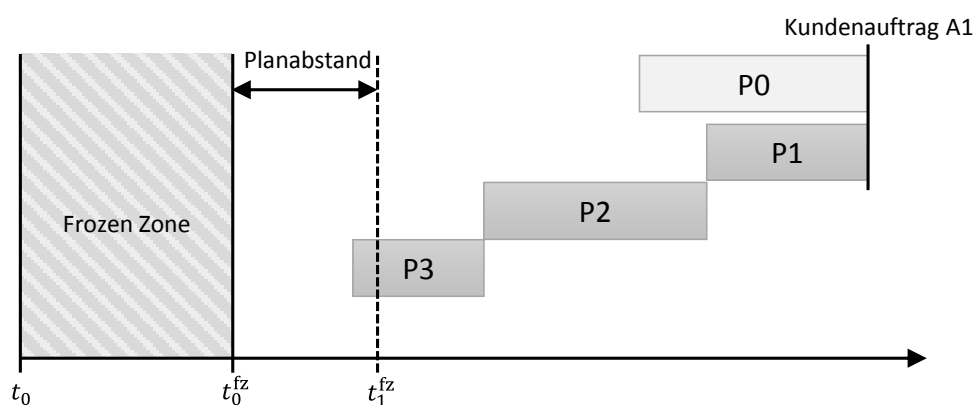 Kundenauftrag A1
Planabstand
P0
P1
P2
Frozen Zone
P3
t₀
t₀ᶠᶻ
t₁ᶠᶻ